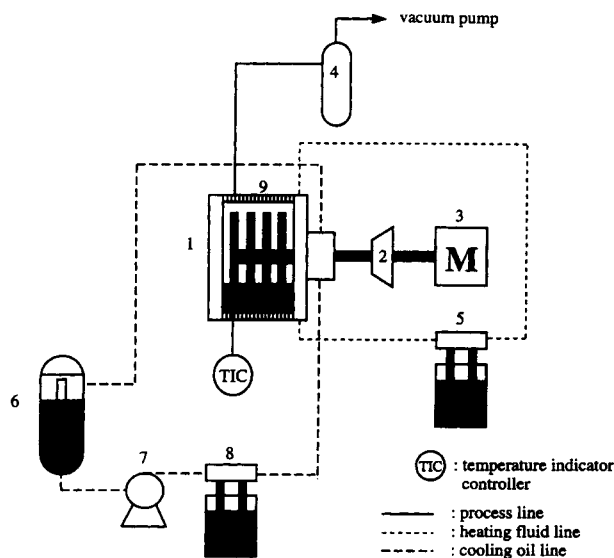 vacuum pump
4
9
1
2
3
M
5
TIC
6
7
8
TIC : temperature indicator
controller
: process line
: heating fluid line
: cooling oil line